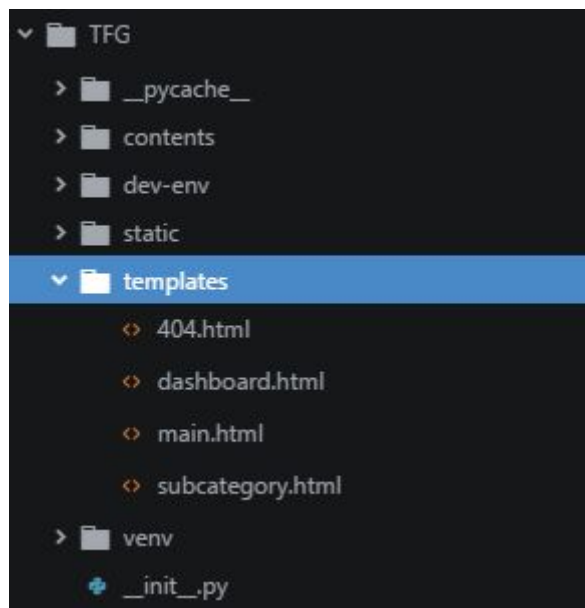 TFG
__pycache__
contents
dev-env
static
templates
404.html
dashboard.html
main.html
subcategory.html
venv
__init__.py